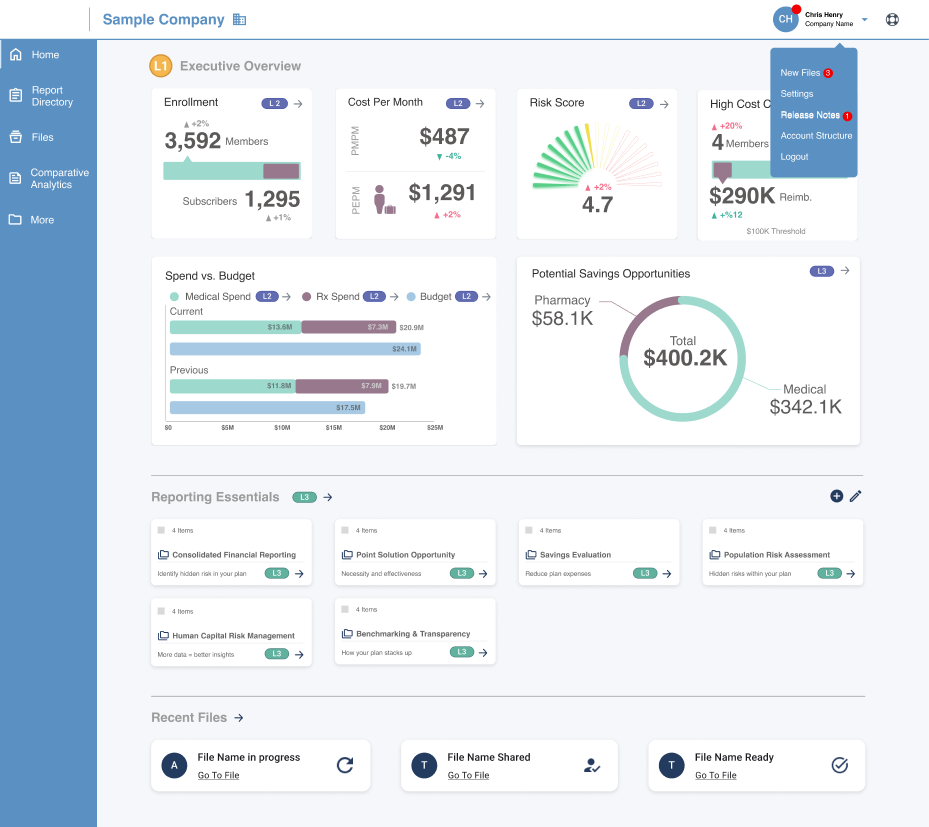 Sample Company
CH
Chris Henry
Company Name
New Files 3
Settings
Release Notes 1
Account Structure
Logout
Home
Report
Directory
Files
Comparative
Analytics
More
L1 Executive Overview
Enrollment L 2
▲+2%
3,592 Members
Subscribers 1,295
▲+1%
Cost Per Month L2
PMPM
$487
▼ -4%
PEPM
$1,291
▲ +2%
Risk Score L2
▲ +2%
4.7
High Cost C
▲+20%
4 Members
$290K Reimb.
▲+%12
$100K Threshold
Spend vs. Budget
Medical Spend L2 Rx Spend L2 Budget L2
Current
$13.6M $7.3M $20.9M
$24.1M
Previous
$11.8M $7.9M $19.7M
$17.5M
$0 $5M $10M $15M $20M $25M
Potential Savings Opportunities L3
Pharmacy
$58.1K
Total
$400.2K
Medical
$342.1K
Reporting Essentials L3
4 Items
Consolidated Financial Reporting
Identify hidden risk in your plan L3
4 Items
Point Solution Opportunity
Necessity and effectiveness L3
4 Items
Savings Evaluation
Reduce plan expenses L3
4 Items
Population Risk Assessment
Hidden risks within your plan L3
4 Items
Human Capital Risk Management
More data = better insights L3
4 Items
Benchmarking & Transparency
How your plan stacks up L3
Recent Files
A
File Name in progress
Go To File
T
File Name Shared
Go To File
T
File Name Ready
Go To File